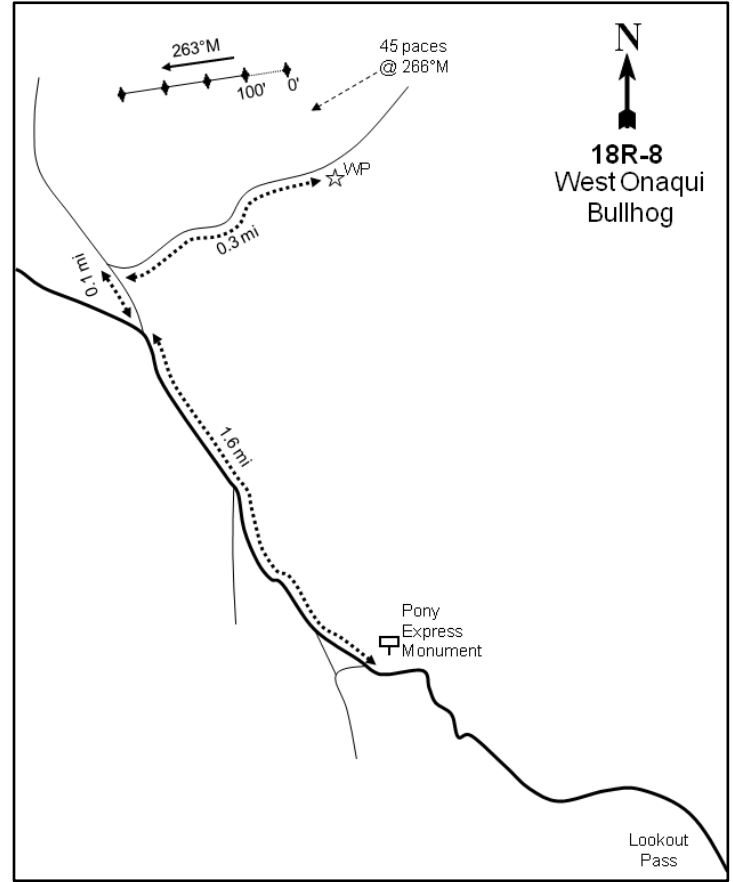 263°M
100'
0'
45 paces
@ 266°M
N
18R-8
West Onaqui
Bullhog
WP
0.3 mi
0.1 mi
1.6 mi
Pony
Express
Monument
Lookout
Pass